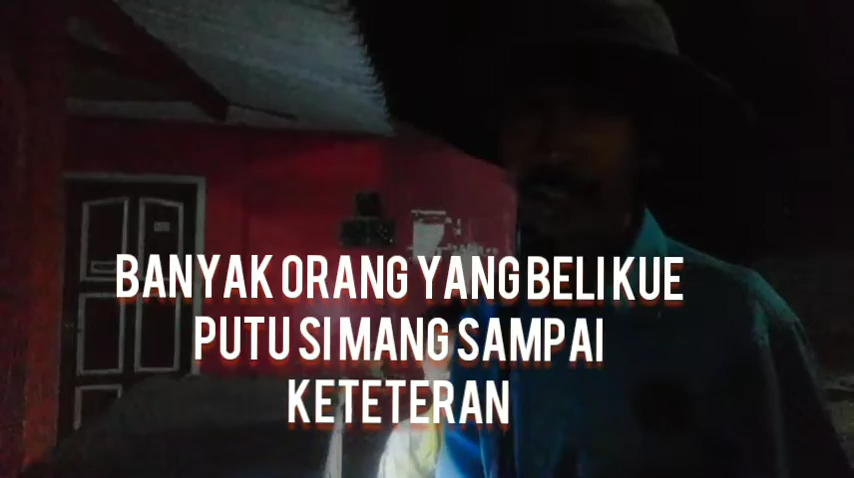 BANYAK ORANG YANG BELI KUE
PUTU SI MANG SAMPAI
KETETERAN